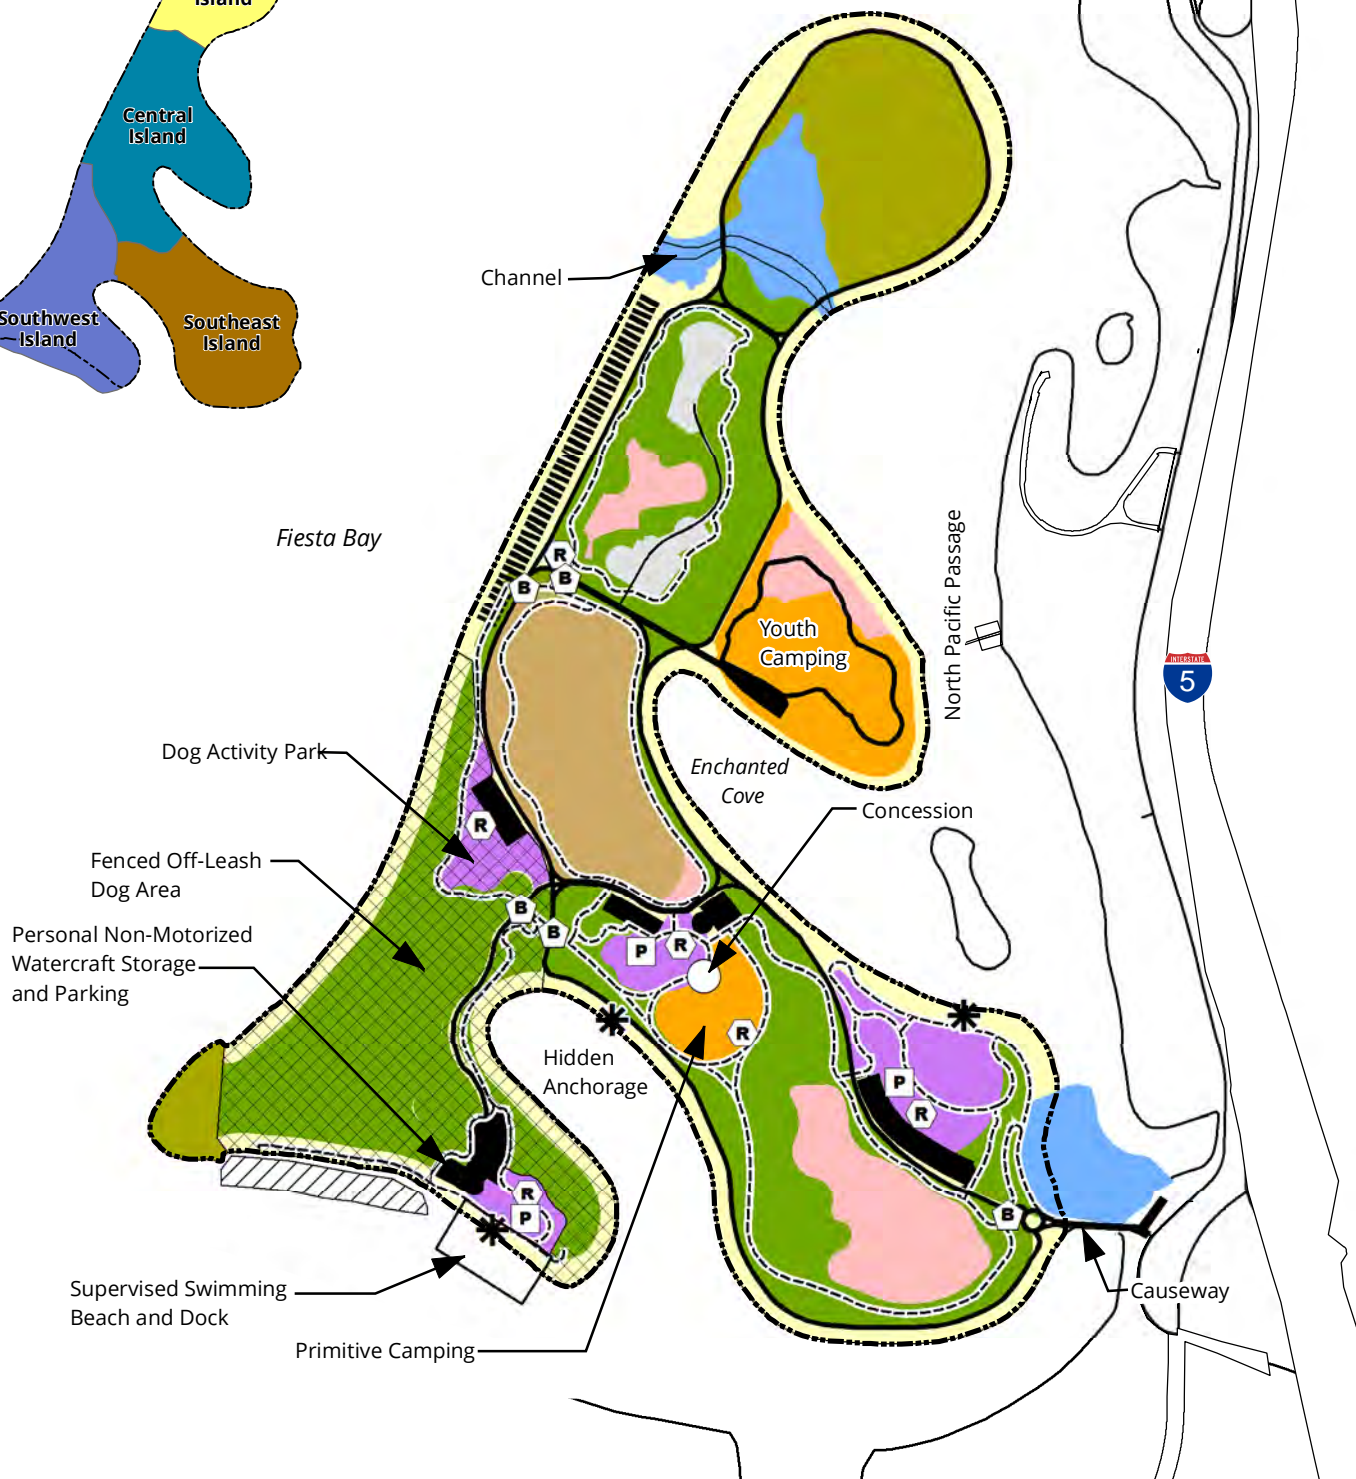 Island
Central
Island
Southwest
Island
Southeast
Island
Channel
Fiesta Bay
North Pacific Passage
R
B
B
Youth
Camping
INTERSTATE
5
Dog Activity Park
Enchanted
Cove
Concession
R
Fenced Off-Leash
Dog Area
B
B
P
R
Personal Non-Motorized
Watercraft Storage
and Parking
R
Hidden
Anchorage
P
R
R
P
B
Supervised Swimming
Beach and Dock
Causeway
Primitive Camping